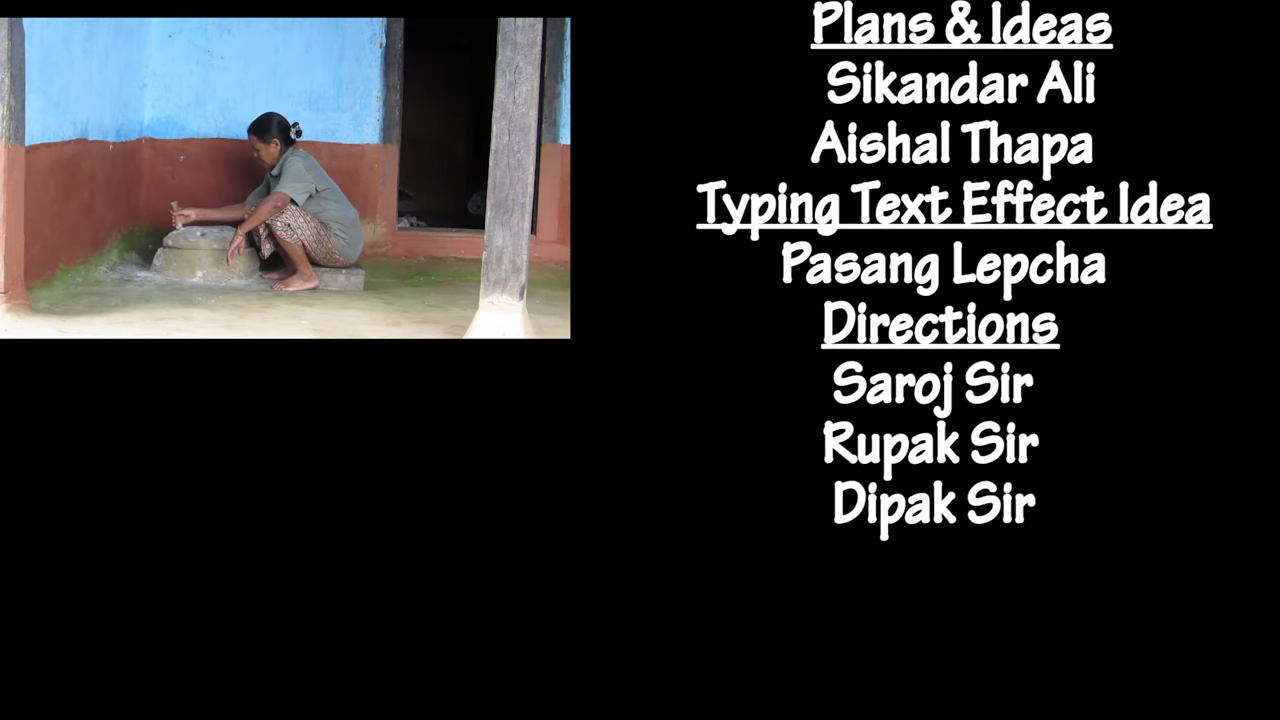 Plans & Ideas
Sikandar Ali
Aishal Thapa
Typing Text Effect Idea
Pasang Lepcha
Directions
Saroj Sir
Rupak Sir
Dipak Sir